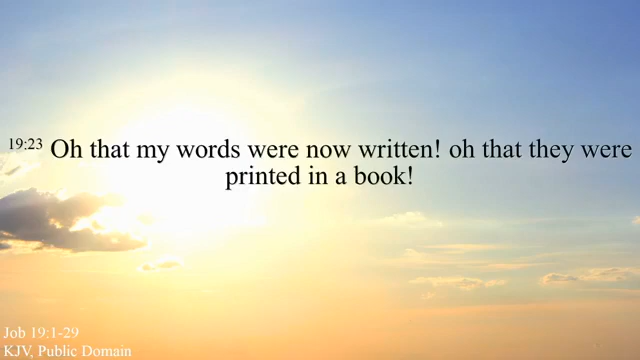 19:23 Oh that my words were now written! oh that they were
printed in a book!
Job 19:1-29
KJV, Public Domain